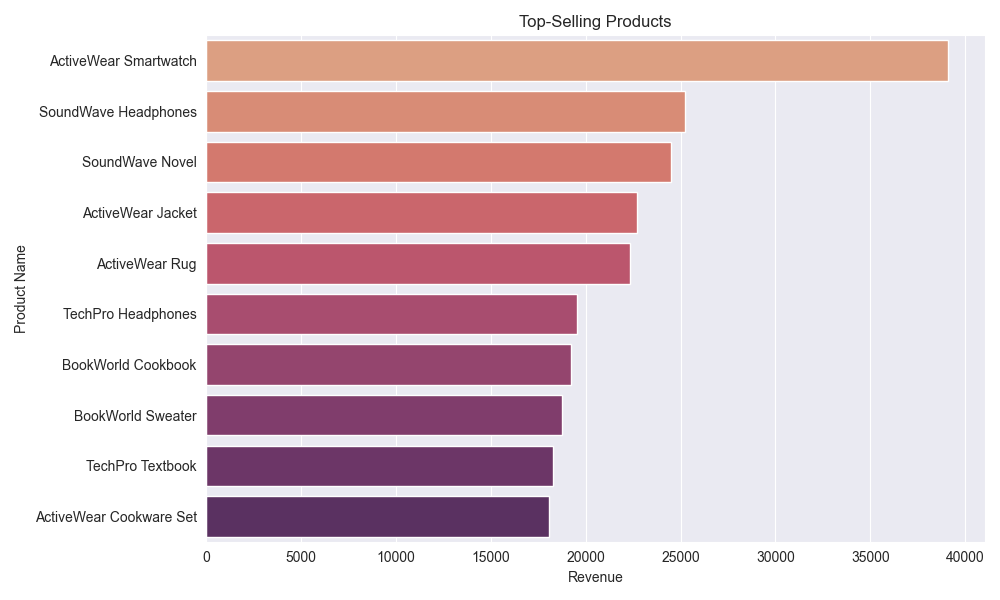 Top-Selling Products
Product Name
ActiveWear Smartwatch
SoundWave Headphones
SoundWave Novel
ActiveWear Jacket
ActiveWear Rug
TechPro Headphones
BookWorld Cookbook
BookWorld Sweater
TechPro Textbook
ActiveWear Cookware Set
0 5000 10000 15000 20000 25000 30000 35000 40000
Revenue